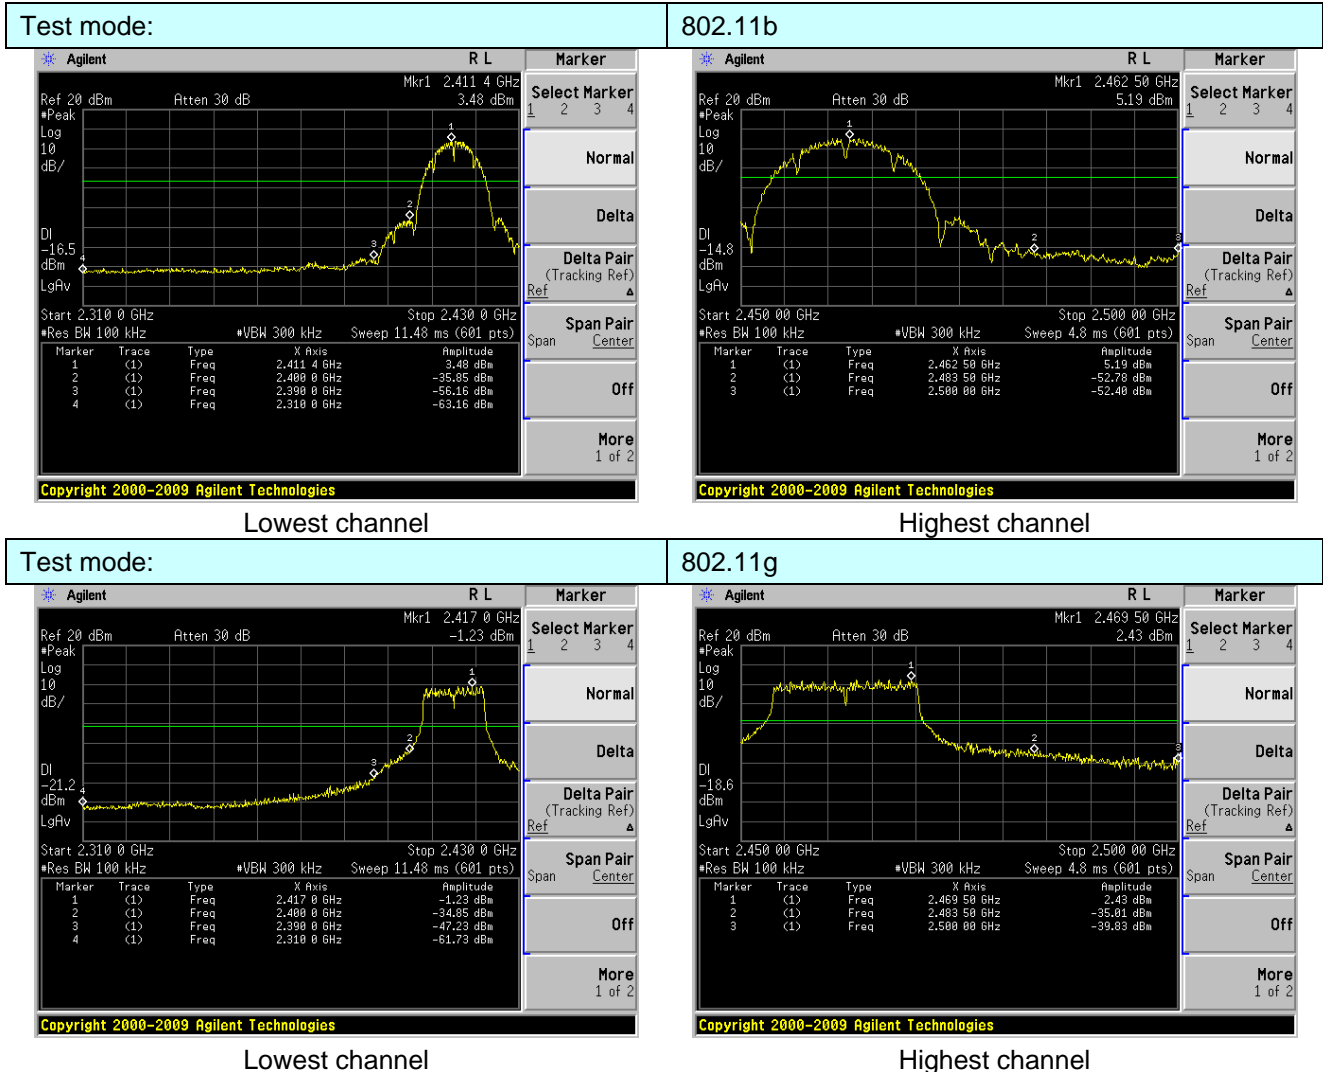 Test mode: 802.11b
Agilent R L Marker
Mkr1 2.411 4 GHz
Ref 20 dBm Atten 30 dB 3.48 dBm
#Peak
Log
10
dB/
1
2
3
4
DI
-16.5
dBm
LgAv
Start 2.310 0 GHz Stop 2.430 0 GHz
#Res BW 100 kHz #VBW 300 kHz Sweep 11.48 ms (601 pts)
Marker Trace Type X Axis Amplitude
1 (1) Freq 2.411 4 GHz 3.48 dBm
2 (1) Freq 2.400 0 GHz -35.85 dBm
3 (1) Freq 2.390 0 GHz -56.16 dBm
4 (1) Freq 2.310 0 GHz -63.16 dBm
Select Marker
1 2 3 4
Normal
Delta
Delta Pair
(Tracking Ref)
Ref Δ
Span Pair
Span Center
Off
More
1 of 2
Copyright 2000-2009 Agilent Technologies
Lowest channel
Agilent R L Marker
Mkr1 2.462 50 GHz
Ref 20 dBm Atten 30 dB 5.19 dBm
#Peak
Log
10
dB/
1
2
3
DI
-14.8
dBm
LgAv
Start 2.450 00 GHz Stop 2.500 00 GHz
#Res BW 100 kHz #VBW 300 kHz Sweep 4.8 ms (601 pts)
Marker Trace Type X Axis Amplitude
1 (1) Freq 2.462 50 GHz 5.19 dBm
2 (1) Freq 2.483 50 GHz -52.78 dBm
3 (1) Freq 2.500 00 GHz -52.40 dBm
Select Marker
1 2 3 4
Normal
Delta
Delta Pair
(Tracking Ref)
Ref Δ
Span Pair
Span Center
Off
More
1 of 2
Copyright 2000-2009 Agilent Technologies
Highest channel
Test mode: 802.11g
Agilent R L Marker
Mkr1 2.417 0 GHz
Ref 20 dBm Atten 30 dB -1.23 dBm
#Peak
Log
10
dB/
1
2
3
4
DI
-21.2
dBm
LgAv
Start 2.310 0 GHz Stop 2.430 0 GHz
#Res BW 100 kHz #VBW 300 kHz Sweep 11.48 ms (601 pts)
Marker Trace Type X Axis Amplitude
1 (1) Freq 2.417 0 GHz -1.23 dBm
2 (1) Freq 2.400 0 GHz -34.85 dBm
3 (1) Freq 2.390 0 GHz -47.23 dBm
4 (1) Freq 2.310 0 GHz -61.73 dBm
Select Marker
1 2 3 4
Normal
Delta
Delta Pair
(Tracking Ref)
Ref Δ
Span Pair
Span Center
Off
More
1 of 2
Copyright 2000-2009 Agilent Technologies
Lowest channel
Agilent R L Marker
Mkr1 2.469 50 GHz
Ref 20 dBm Atten 30 dB 2.43 dBm
#Peak
Log
10
dB/
1
2
3
DI
-18.6
dBm
LgAv
Start 2.450 00 GHz Stop 2.500 00 GHz
#Res BW 100 kHz #VBW 300 kHz Sweep 4.8 ms (601 pts)
Marker Trace Type X Axis Amplitude
1 (1) Freq 2.469 50 GHz 2.43 dBm
2 (1) Freq 2.483 50 GHz -35.01 dBm
3 (1) Freq 2.500 00 GHz -39.83 dBm
Select Marker
1 2 3 4
Normal
Delta
Delta Pair
(Tracking Ref)
Ref Δ
Span Pair
Span Center
Off
More
1 of 2
Copyright 2000-2009 Agilent Technologies
Highest channel